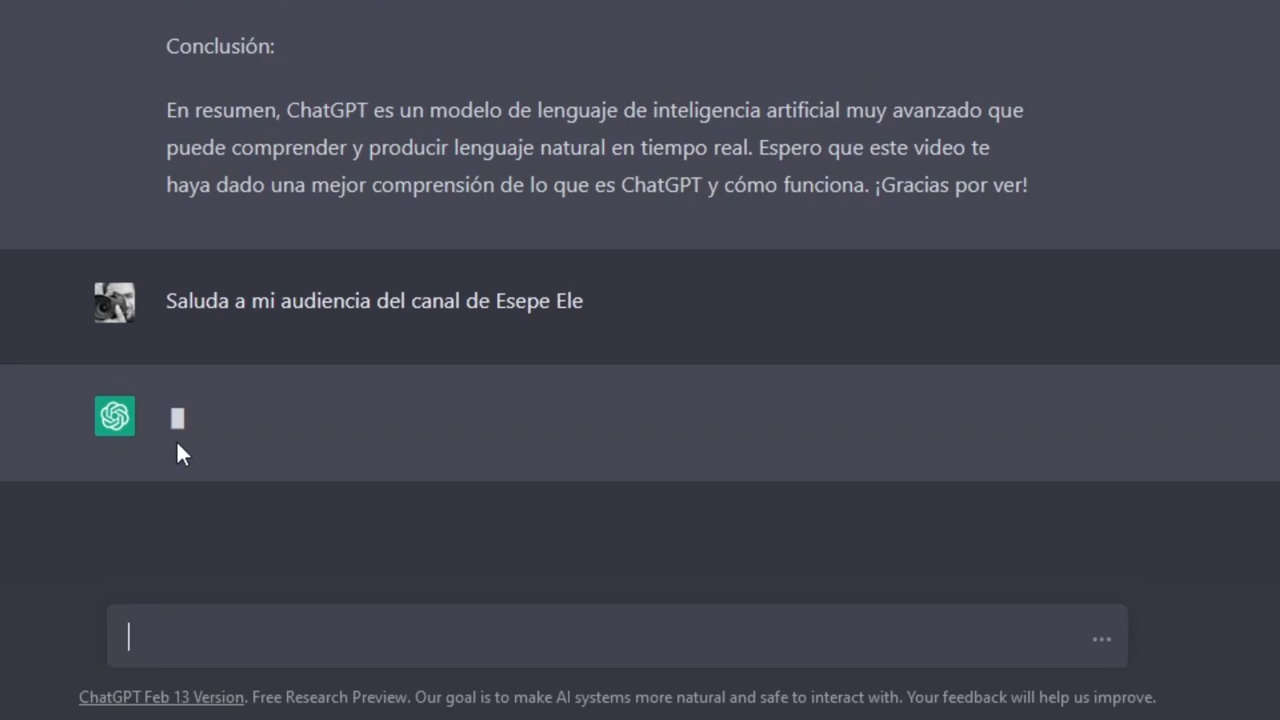 Conclusión:
En resumen, ChatGPT es un modelo de lenguaje de inteligencia artificial muy avanzado que
puede comprender y producir lenguaje natural en tiempo real. Espero que este video te
haya dado una mejor comprensión de lo que es ChatGPT y cómo funciona. ¡Gracias por ver!
Saluda a mi audiencia del canal de Esepe Ele
ChatGPT Feb 13 Version. Free Research Preview. Our goal is to make AI systems more natural and safe to interact with. Your feedback will help us improve.